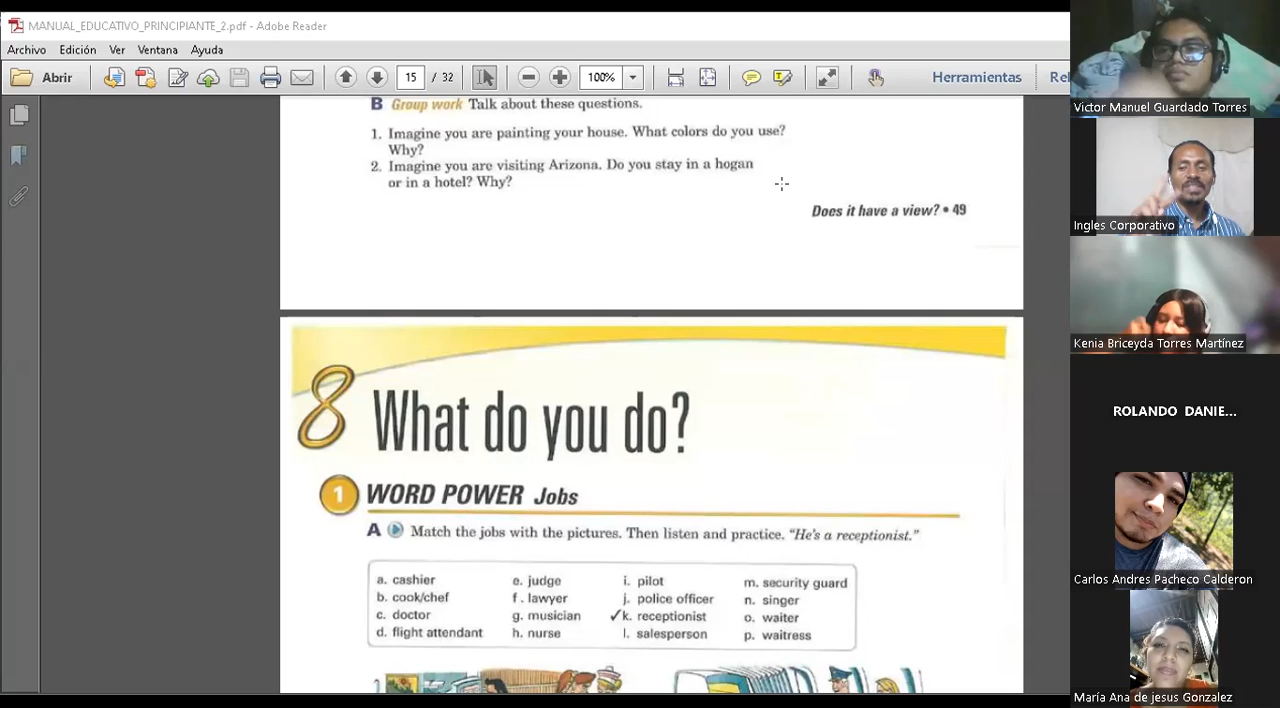 MANUAL_EDUCATIVO_PRINCIPIANTE_2.pdf - Adobe Reader
Archivo Edición Ver Ventana Ayuda
Abrir 15 / 32 100% Herramientas Rel
B Group work Talk about these questions.
1. Imagine you are painting your house. What colors do you use?
Why?
2. Imagine you are visiting Arizona. Do you stay in a hogan
or in a hotel? Why?
Does it have a view? • 49
8 What do you do?
1 WORD POWER Jobs
A Match the jobs with the pictures. Then listen and practice. “He's a receptionist.”
a. cashier e. judge i. pilot m. security guard
b. cook/chef f. lawyer j. police officer n. singer
c. doctor g. musician ✓k. receptionist o. waiter
d. flight attendant h. nurse l. salesperson p. waitress
1
Victor Manuel Guardado Torres
Ingles Corporativo
Kenia Briceyda Torres Martínez
ROLANDO DANIE...
Carlos Andres Pacheco Calderon
María Ana de jesus Gonzalez